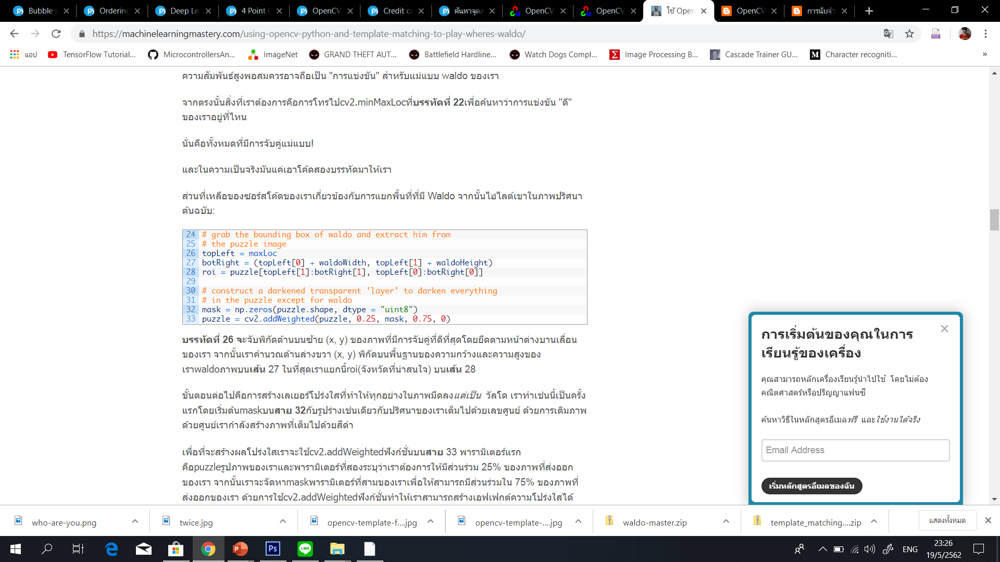 Bubble s
Ordering
Deep Le
4 Point
OpenCV
Credit ca
ค้นหาจุดส
OpenCV
OpenCV
ใช้ Open
OpenCV
การนับจำ
https://machinelearningmastery.com/using-opencv-python-and-template-matching-to-play-wheres-waldo/
แอป
TensorFlow Tutorial...
MicrocontrollersAn...
ImageNet
GRAND THEFT AUT...
Battlefield Hardline...
Watch Dogs Compl...
Image Processing B...
Cascade Trainer GU...
Character recogniti...
ความสัมพันธ์สูงพอสมควรอาจถือเป็น "การแข่งขัน" สำหรับแม่แบบ waldo ของเรา
จากตรงนั้นสิ่งที่เราต้องการคือการโทรไปcv2.minMaxLocที่บรรทัดที่ 22เพื่อค้นหาว่าการแข่งขัน "ดี"
ของเราอยู่ที่ไหน
นั่นคือทั้งหมดที่มีการจับคู่แม่แบบ!
และในความเป็นจริงมันแค่เอาโค้ดสองบรรทัดมาให้เรา
ส่วนที่เหลือของซอร์สโค้ดของเราเกี่ยวข้องกับการแยกพื้นที่ที่มี Waldo จากนั้นไฮไลต์เขาในภาพปริศนา
ต้นฉบับ:
24 # grab the bounding box of waldo and extract him from
25 # the puzzle image
26 topLeft = maxLoc
27 botRight = (topLeft[0] + waldoWidth, topLeft[1] + waldoHeight)
28 roi = puzzle[topLeft[1]:botRight[1], topLeft[0]:botRight[0]]
29
30 # construct a darkened transparent 'layer' to darken everything
31 # in the puzzle except for waldo
32 mask = np.zeros(puzzle.shape, dtype = "uint8")
33 puzzle = cv2.addWeighted(puzzle, 0.25, mask, 0.75, 0)
บรรทัดที่ 26 จะจับพิกัดด้านบนซ้าย (x, y) ของภาพที่มีการจับคู่ที่ดีที่สุดโดยยึดตามหน้าต่างบานเลื่อน
ของเรา จากนั้นเราคำนวณด้านล่างขวา (x, y) พิกัดบนพื้นฐานของความกว้างและความสูงของ
เราwaldoภาพบนเส้น 27 ในที่สุดเราแยกนี้roi(จังหวัดที่น่าสนใจ) บนเส้น 28
ขั้นตอนต่อไปคือการสร้างเลเยอร์โปร่งใสที่ทำให้ทุกอย่างในภาพมืดลงแต่เป็น วัลโด เราทำเช่นนี้เป็นครั้ง
แรกโดยเริ่มต้นmaskบนสาย 32กับรูปร่างเช่นเดียวกับปริศนาของเราเต็มไปด้วยเลขศูนย์ ด้วยการเติมภาพ
ด้วยศูนย์เรากำลังสร้างภาพที่เต็มไปด้วยสีดำ
เพื่อที่จะสร้างผลโปร่งใสเราจะใช้cv2.addWeightedฟังก์ชั่นบนสาย 33 พารามิเตอร์แรก
คือpuzzleรูปภาพของเราและพารามิเตอร์ที่สองระบุว่าเราต้องการให้มีส่วนร่วม 25% ของภาพที่ส่งออก
ของเรา จากนั้นเราจะจัดหาmaskพารามิเตอร์ที่สามของเราเพื่อให้สามารถมีส่วนร่วมใน 75% ของภาพที่
ส่งออกของเรา ด้วยการใช้cv2.addWeightedฟังก์ชั่นทำให้เราสามารถสร้างเอฟเฟกต์ความโปร่งใสได้
การเริ่มต้นของคุณในการ
เรียนรู้ของเครื่อง
คุณสามารถหลักเครื่องเรียนรู้นำไปใช้ โดยไม่ต้อง
คณิตศาสตร์หรือปริญญาแฟนซี
ค้นหาวิธีในหลักสูตรอีเมลฟรี และใช้งานได้จริง
Email Address
เริ่มหลักสูตรอีเมลของฉัน
who-are-you.png
twice.jpg
opencv-template-f....jpg
opencv-template-....jpg
waldo-master.zip
template_matching....zip
แสดงทั้งหมด
ENG
23:26
19/5/2562